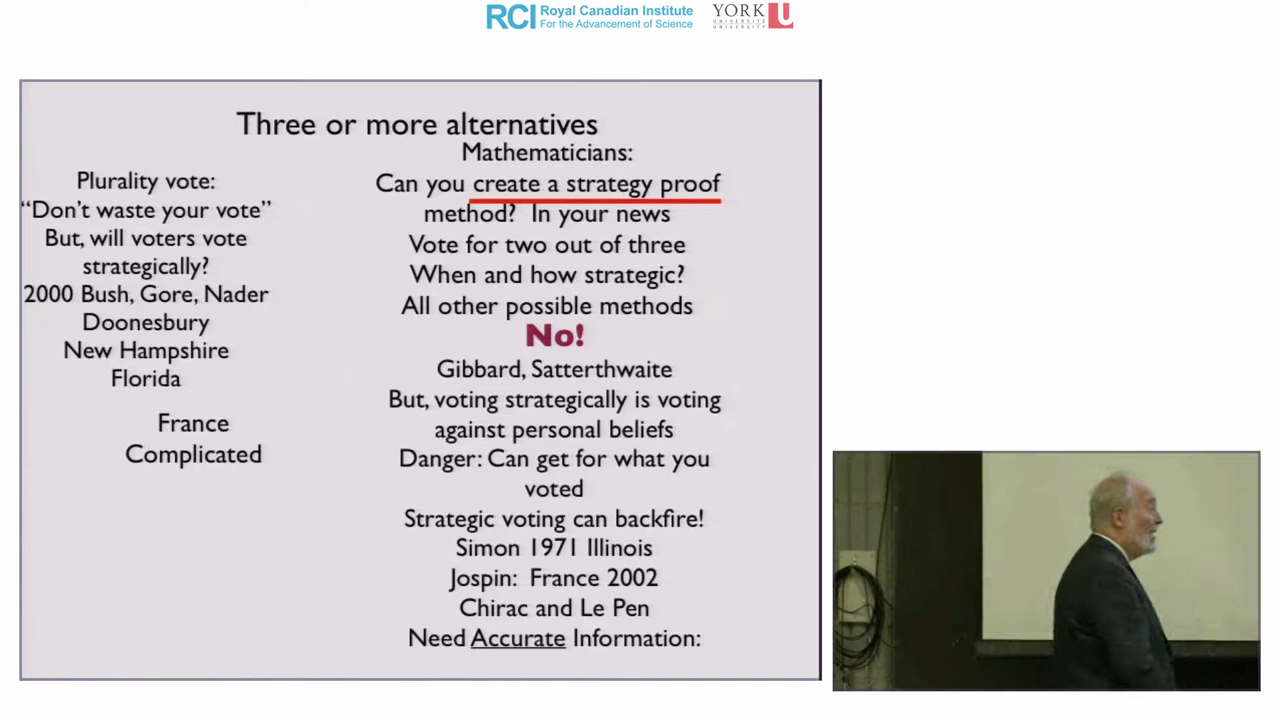 RCI Royal Canadian Institute
For the Advancement of Science
YORK U
UNIVERSITÉ
UNIVERSITY
Three or more alternatives
Plurality vote:
“Don’t waste your vote”
But, will voters vote
strategically?
2000 Bush, Gore, Nader
Doonesbury
New Hampshire
Florida
France
Complicated
Mathematicians:
Can you create a strategy proof
method? In your news
Vote for two out of three
When and how strategic?
All other possible methods
No!
Gibbard, Satterthwaite
But, voting strategically is voting
against personal beliefs
Danger: Can get for what you
voted
Strategic voting can backfire!
Simon 1971 Illinois
Jospin: France 2002
Chirac and Le Pen
Need Accurate Information: